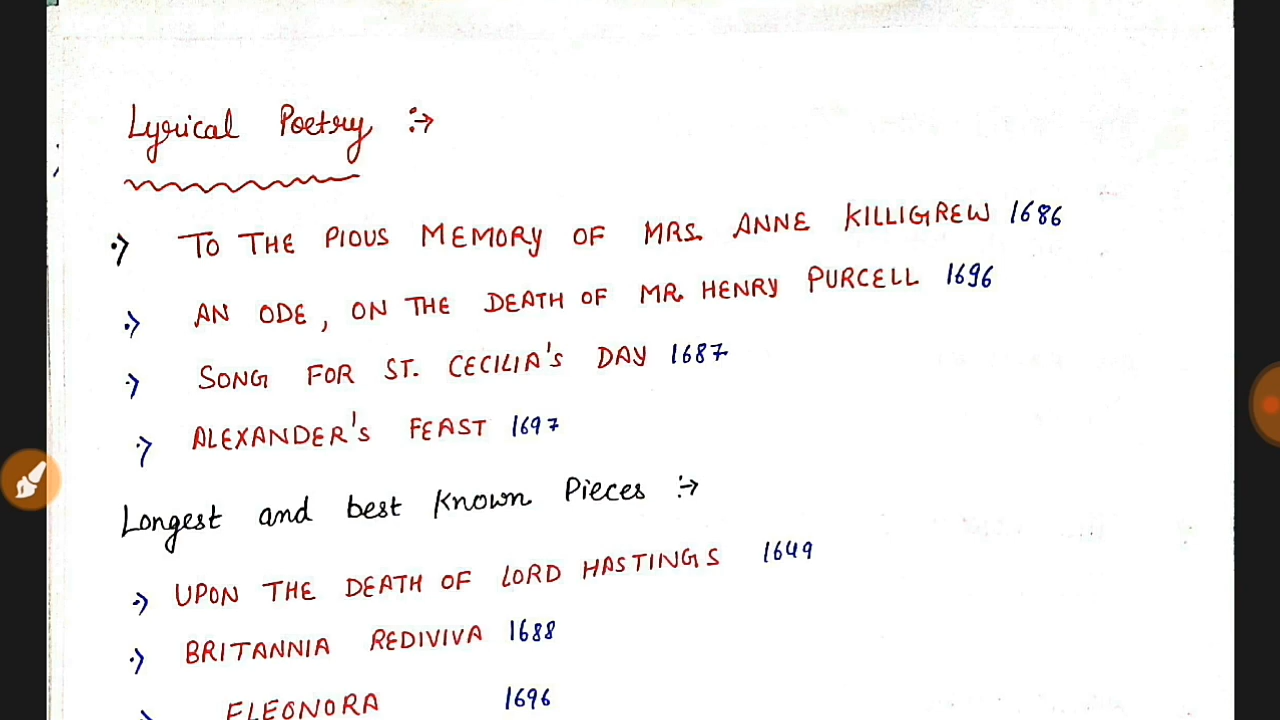 Lyrical Poetry :→
TO THE PIOUS MEMORY OF MRS. ANNE KILLIGREW 1686
AN ODE, ON THE DEATH OF MR. HENRY PURCELL 1696
SONG FOR ST. CECILIA'S DAY 1687
ALEXANDER'S FEAST 1697
Longest and best Known Pieces :→
UPON THE DEATH OF LORD HASTINGS 1649
BRITANNIA REDIVIVA 1688
ELEONORA 1696